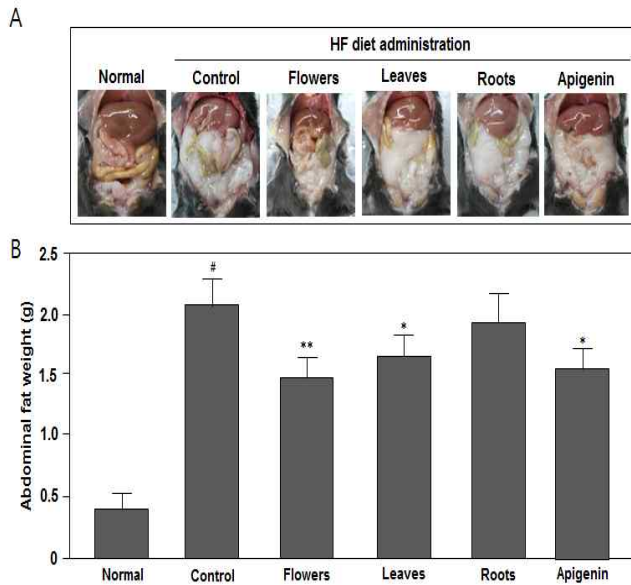 A
HF diet administration
Normal Control Flowers Leaves Roots Apigenin
B
Abdominal fat weight (g)
2.5
2.0
1.5
1.0
0.5
0
#
**
*
*
Normal Control Flowers Leaves Roots Apigenin